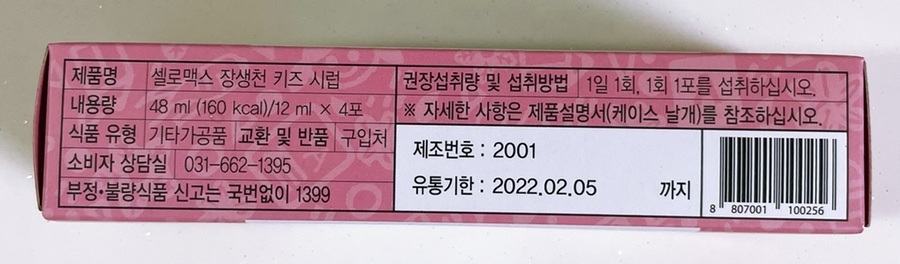 제품명 셀로맥스 장생천 키즈 시럽
내용량 48 ml (160 kcal)/12 ml × 4포
식품 유형 기타가공품 교환 및 반품 구입처
소비자 상담실 031-662-1395
부정•불량식품 신고는 국번없이 1399
권장섭취량 및 섭취방법 1일 1회, 1회 1포를 섭취하십시오.
※ 자세한 사항은 제품설명서(케이스 날개)를 참조하십시오.
제조번호 : 2001
유통기한 : 2022.02.05 까지
8 807001 100256